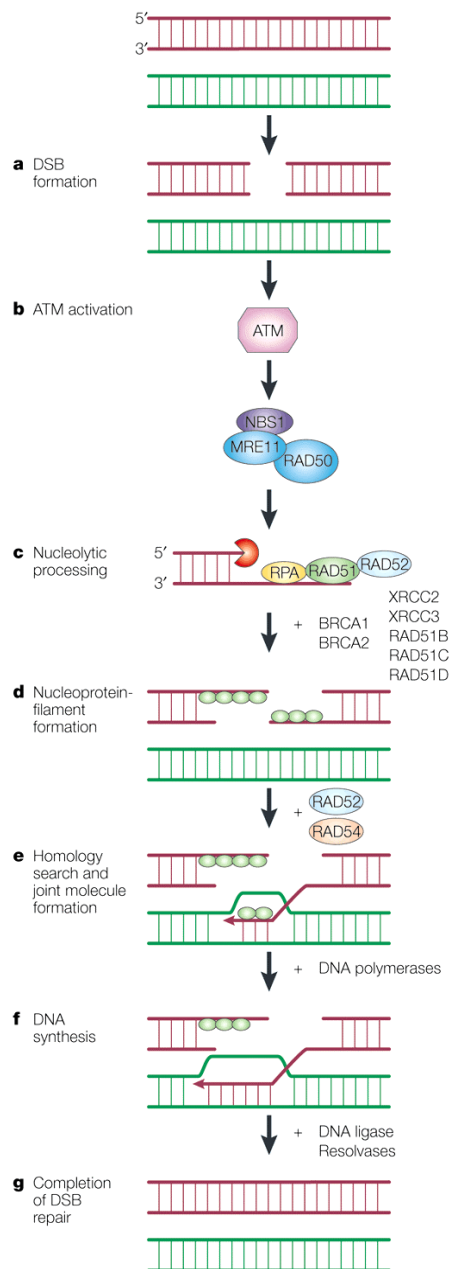 5′
3′
a DSB
formation
b ATM activation
ATM
NBS1
MRE11
RAD50
c Nucleolytic
processing
5′
3′
RPA
RAD51
RAD52
+ BRCA1
BRCA2
XRCC2
XRCC3
RAD51B
RAD51C
RAD51D
d Nucleoprotein-
filament
formation
+ RAD52
RAD54
e Homology
search and
joint molecule
formation
+ DNA polymerases
f DNA
synthesis
+ DNA ligase
Resolvases
g Completion
of DSB
repair